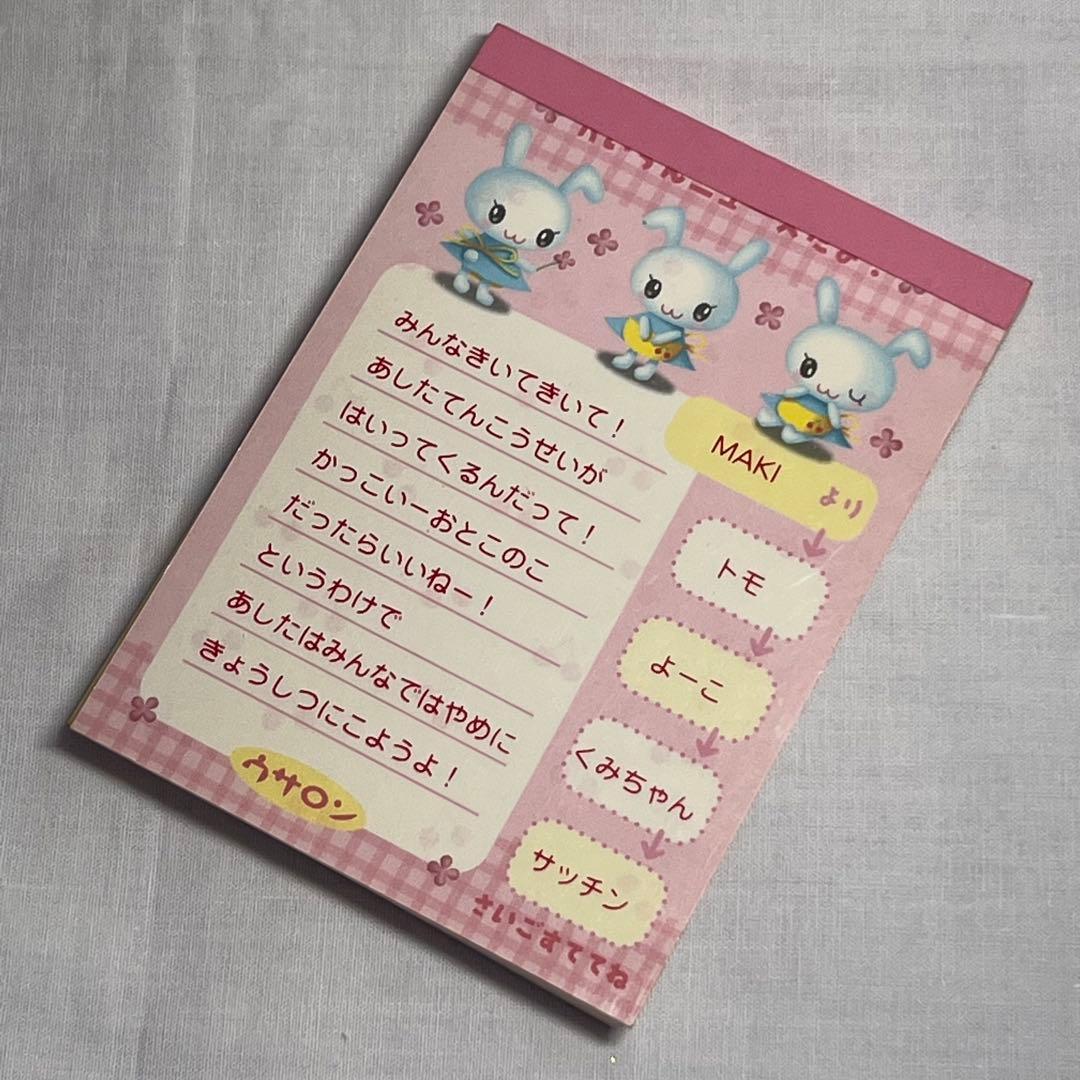 みんなきいてきいて!
あしたてんこうせいが
はいってくるんだって!
かっこいーおとこのこ
だったらいいねー!
というわけで
あしたはみんなではやめに
きょうしつにこようよ!
MAKI
より
トモ
よーこ
くみちゃん
サッチン
さいごすててね
ウサロン